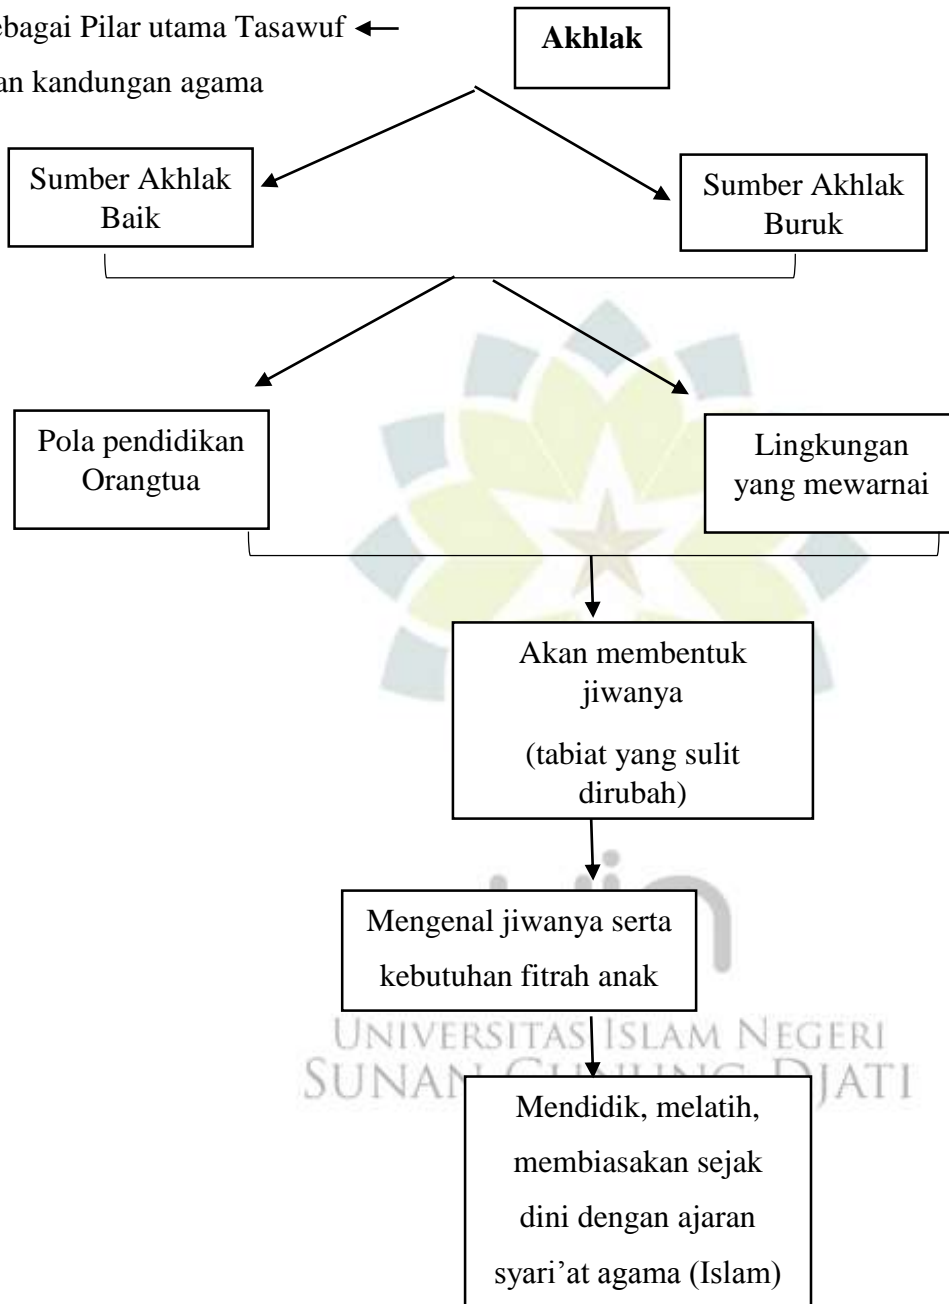 ebagai Pilar utama Tasawuf
an kandungan agama
Akhlak
Sumber Akhlak
Baik
Sumber Akhlak
Buruk
Pola pendidikan
Orangtua
Lingkungan
yang mewarnai
Akan membentuk
jiwanya
(tabiat yang sulit
dirubah)
Mengenal jiwanya serta
kebutuhan fitrah anak
UNIVERSITAS ISLAM NEGERI
SUNAN GUNUNG DJATI
Mendidik, melatih,
membiasakan sejak
dini dengan ajaran
syari’at agama (Islam)